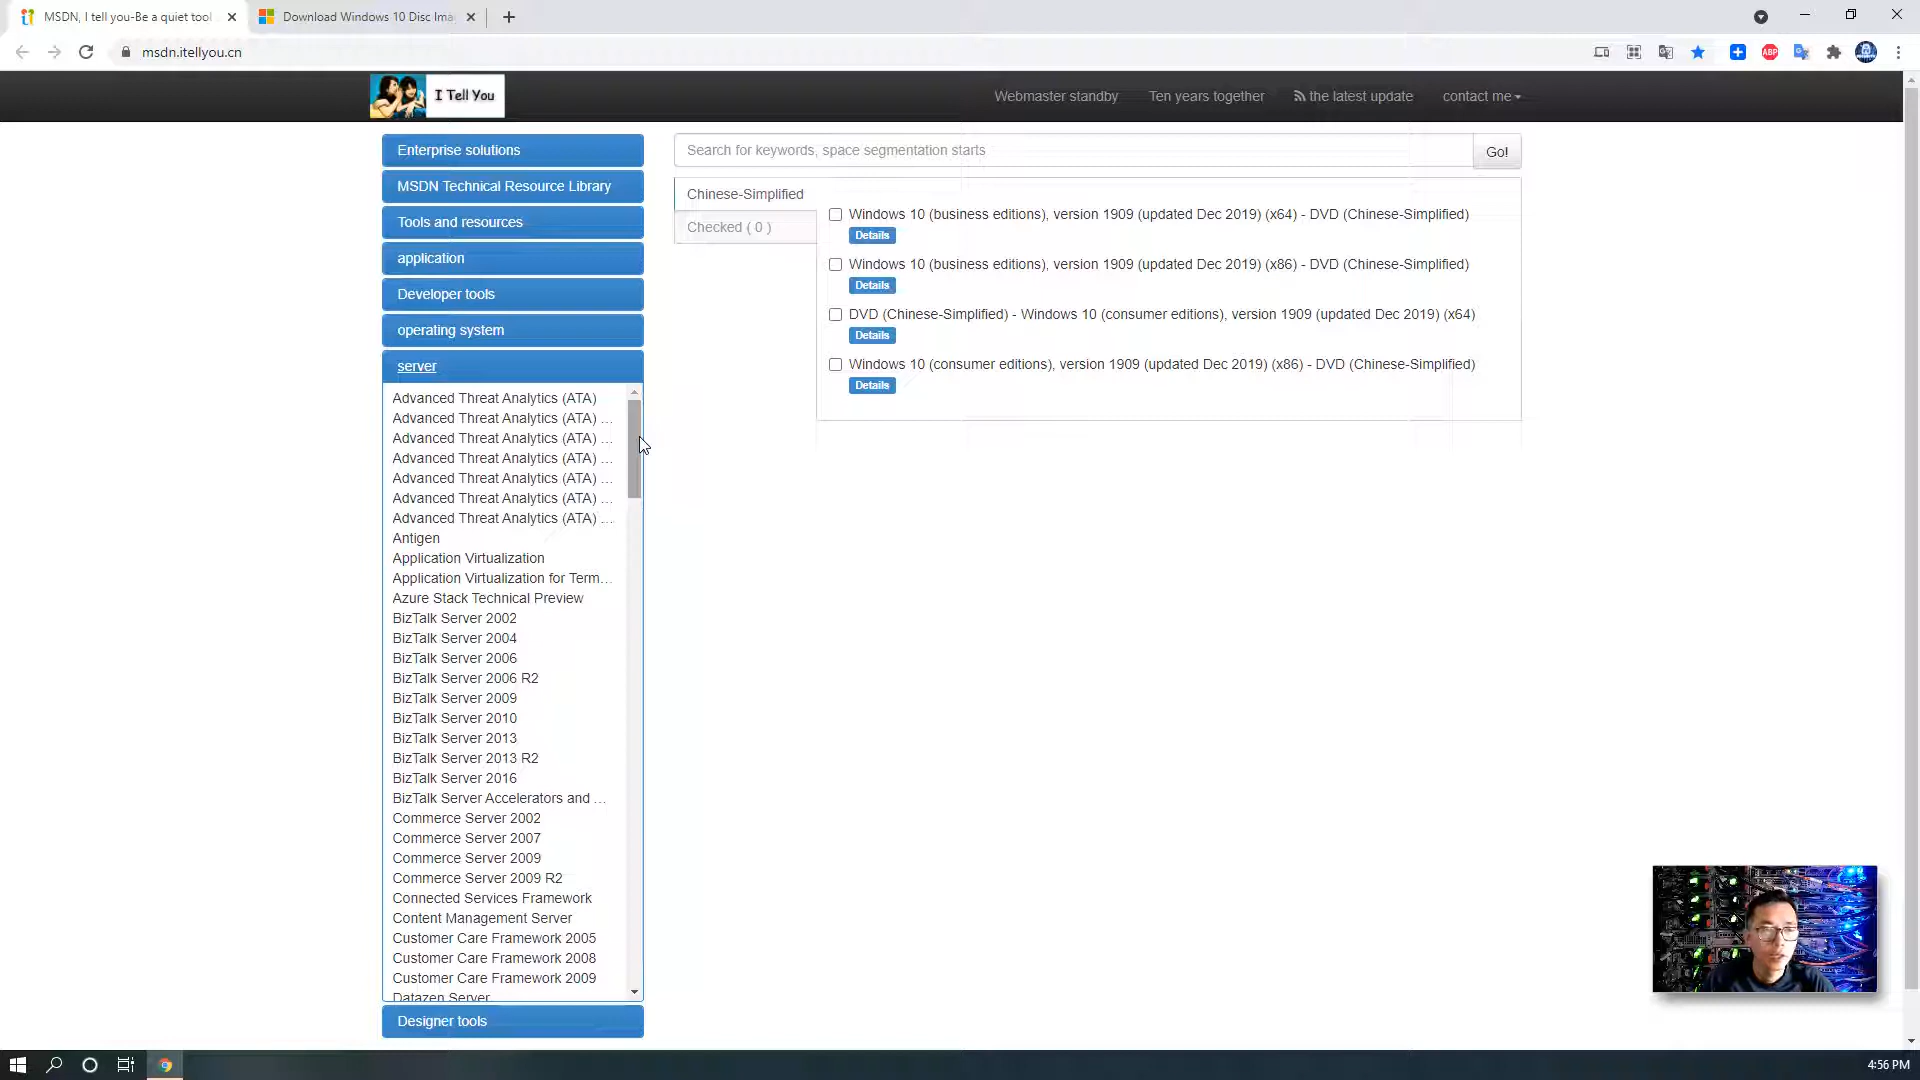 MSDN, I tell you-Be a quiet tool
Download Windows 10 Disc Ima
msdn.itellyou.cn
ABP
I Tell You
Webmaster standby
Ten years together
the latest update
contact me
Enterprise solutions
MSDN Technical Resource Library
Tools and resources
application
Developer tools
operating system
server
Advanced Threat Analytics (ATA)
Advanced Threat Analytics (ATA) ...
Advanced Threat Analytics (ATA) ...
Advanced Threat Analytics (ATA) ...
Advanced Threat Analytics (ATA) ...
Advanced Threat Analytics (ATA) ...
Advanced Threat Analytics (ATA) ...
Antigen
Application Virtualization
Application Virtualization for Term...
Azure Stack Technical Preview
BizTalk Server 2002
BizTalk Server 2004
BizTalk Server 2006
BizTalk Server 2006 R2
BizTalk Server 2009
BizTalk Server 2010
BizTalk Server 2013
BizTalk Server 2013 R2
BizTalk Server 2016
BizTalk Server Accelerators and ...
Commerce Server 2002
Commerce Server 2007
Commerce Server 2009
Commerce Server 2009 R2
Connected Services Framework
Content Management Server
Customer Care Framework 2005
Customer Care Framework 2008
Customer Care Framework 2009
Datazen Server
Designer tools
Search for keywords, space segmentation starts
Go!
Chinese-Simplified
Checked ( 0 )
Windows 10 (business editions), version 1909 (updated Dec 2019) (x64) - DVD (Chinese-Simplified)
Details
Windows 10 (business editions), version 1909 (updated Dec 2019) (x86) - DVD (Chinese-Simplified)
Details
DVD (Chinese-Simplified) - Windows 10 (consumer editions), version 1909 (updated Dec 2019) (x64)
Details
Windows 10 (consumer editions), version 1909 (updated Dec 2019) (x86) - DVD (Chinese-Simplified)
Details
4:56 PM